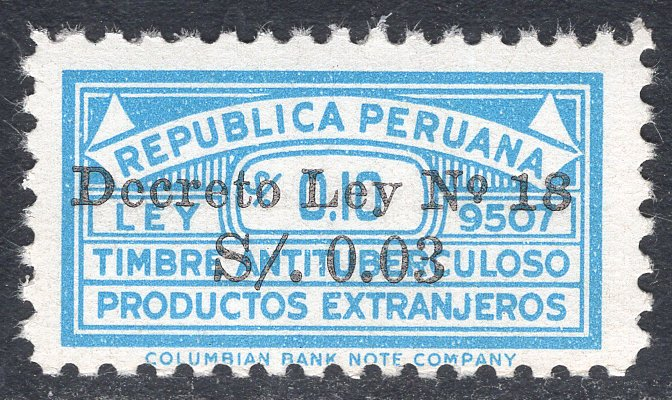 REPUBLICA PERUANA
S/. 0.10
Decreto Ley Nº 18
LEY 9507
S/. 0.03
TIMBRE ANTITUBERCULOSO
PRODUCTOS EXTRANJEROS
COLUMBIAN BANK NOTE COMPANY